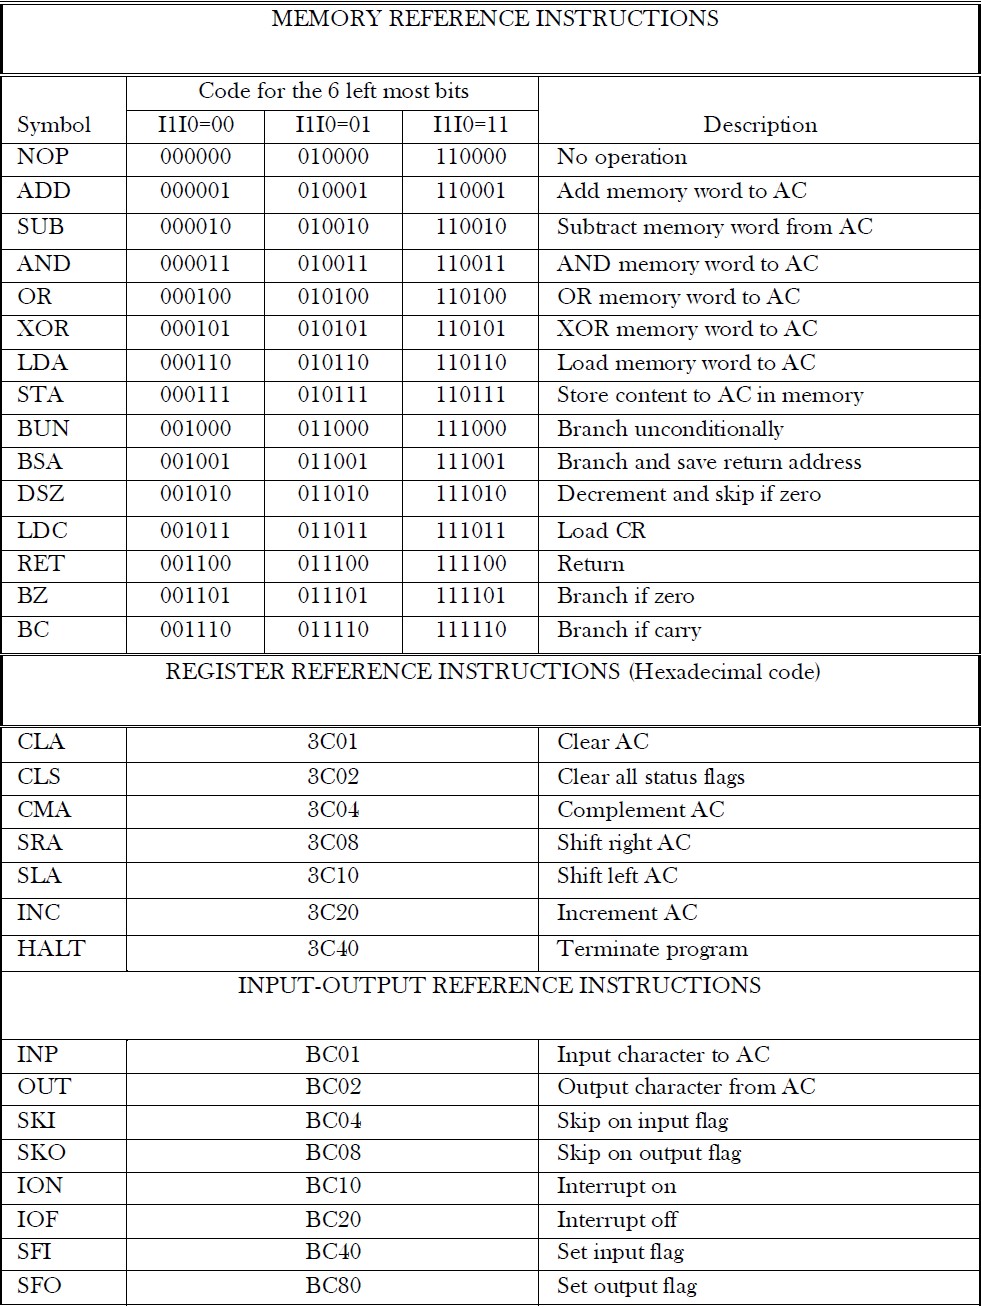 MEMORY REFERENCE INSTRUCTIONS
Code for the 6 left most bits
Symbol I1I0=00 I1I0=01 I1I0=11 Description
NOP 000000 010000 110000 No operation
ADD 000001 010001 110001 Add memory word to AC
SUB 000010 010010 110010 Subtract memory word from AC
AND 000011 010011 110011 AND memory word to AC
OR 000100 010100 110100 OR memory word to AC
XOR 000101 010101 110101 XOR memory word to AC
LDA 000110 010110 110110 Load memory word to AC
STA 000111 010111 110111 Store content to AC in memory
BUN 001000 011000 111000 Branch unconditionally
BSA 001001 011001 111001 Branch and save return address
DSZ 001010 011010 111010 Decrement and skip if zero
LDC 001011 011011 111011 Load CR
RET 001100 011100 111100 Return
BZ 001101 011101 111101 Branch if zero
BC 001110 011110 111110 Branch if carry
REGISTER REFERENCE INSTRUCTIONS (Hexadecimal code)
CLA 3C01 Clear AC
CLS 3C02 Clear all status flags
CMA 3C04 Complement AC
SRA 3C08 Shift right AC
SLA 3C10 Shift left AC
INC 3C20 Increment AC
HALT 3C40 Terminate program
INPUT-OUTPUT REFERENCE INSTRUCTIONS
INP BC01 Input character to AC
OUT BC02 Output character from AC
SKI BC04 Skip on input flag
SKO BC08 Skip on output flag
ION BC10 Interrupt on
IOF BC20 Interrupt off
SFI BC40 Set input flag
SFO BC80 Set output flag